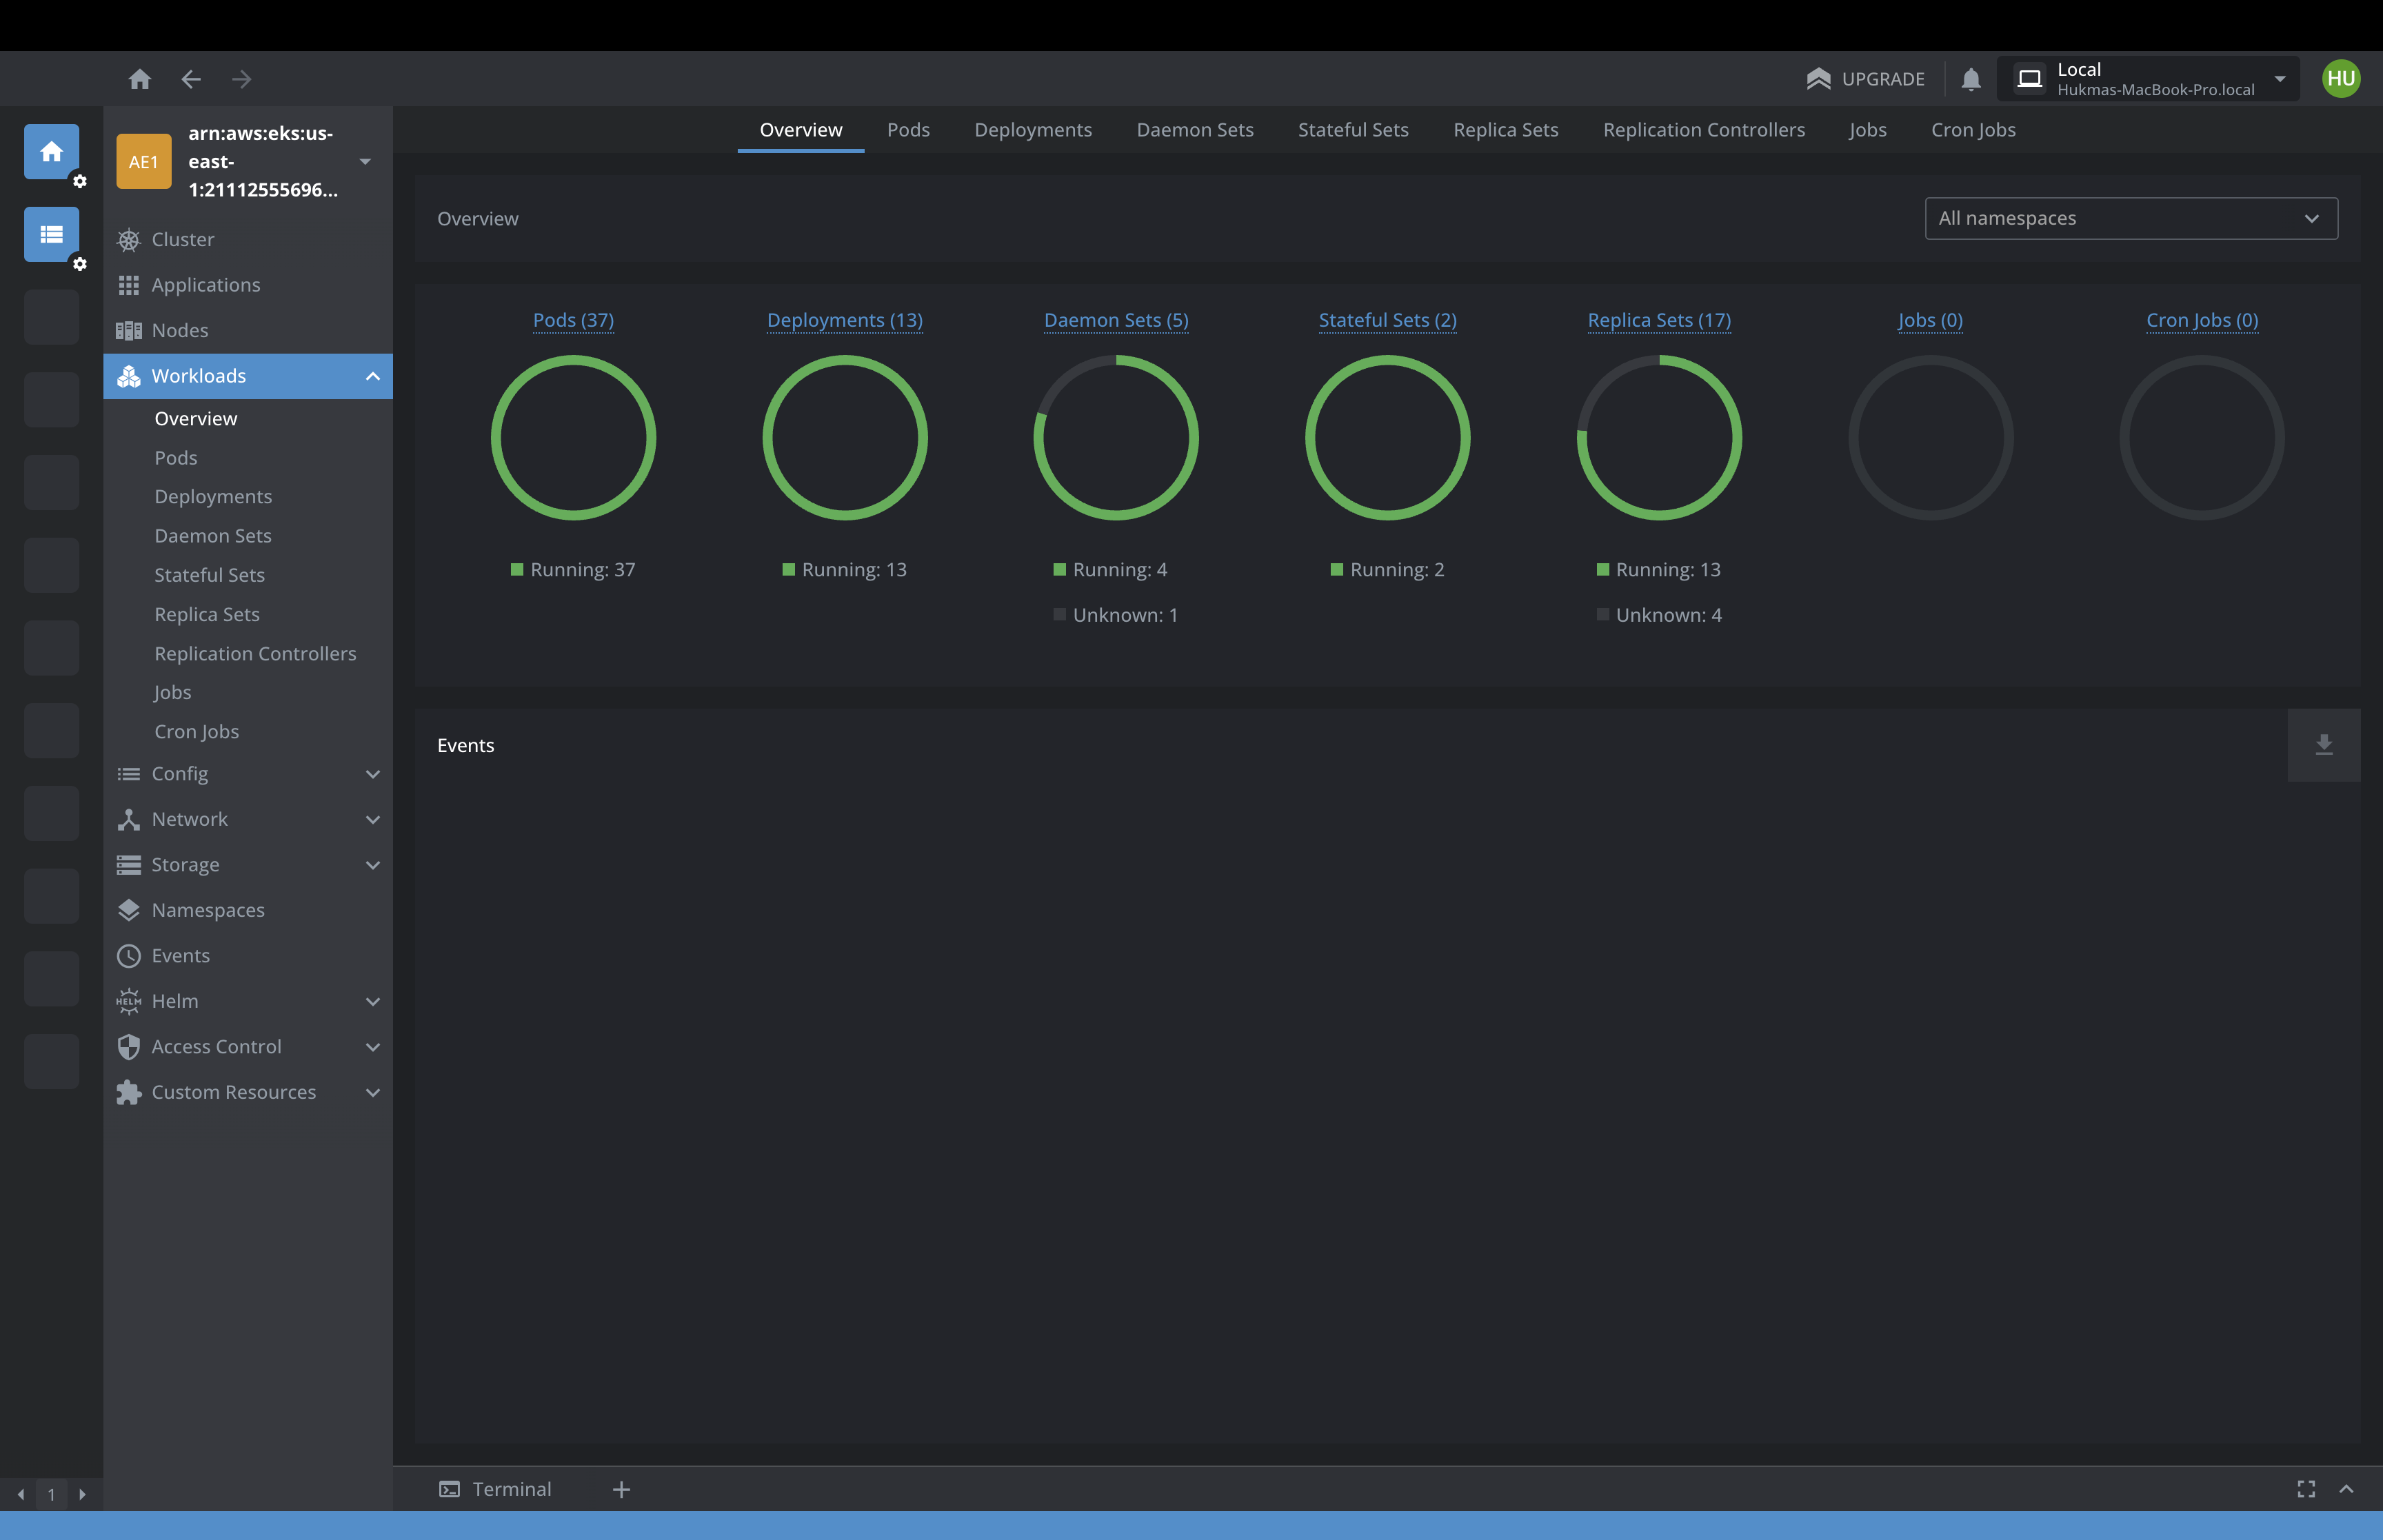 UPGRADE
Local
Hukmas-MacBook-Pro.local
HU
AE1
arn:aws:eks:us-
east-
1:21112555696...
Cluster
Applications
Nodes
Workloads
Overview
Pods
Deployments
Daemon Sets
Stateful Sets
Replica Sets
Replication Controllers
Jobs
Cron Jobs
Config
Network
Storage
Namespaces
Events
HELM Helm
Access Control
Custom Resources
1
Overview Pods Deployments Daemon Sets Stateful Sets Replica Sets Replication Controllers Jobs Cron Jobs
Overview
All namespaces
Pods (37) Deployments (13) Daemon Sets (5) Stateful Sets (2) Replica Sets (17) Jobs (0) Cron Jobs (0)
Running: 37 Running: 13 Running: 4 Running: 2 Running: 13
Unknown: 1 Unknown: 4
Events
Terminal